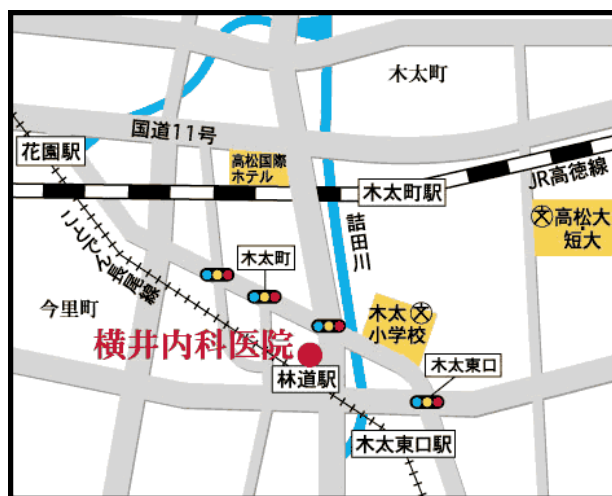 木太町
国道11号
花園駅
高松国際
ホテル
木太町駅
JR高徳線
高松大
・
短大
詰田川
ことでん長尾線
木太町
今里町
木太
小学校
横井内科医院
林道駅
木太東口
木太東口駅